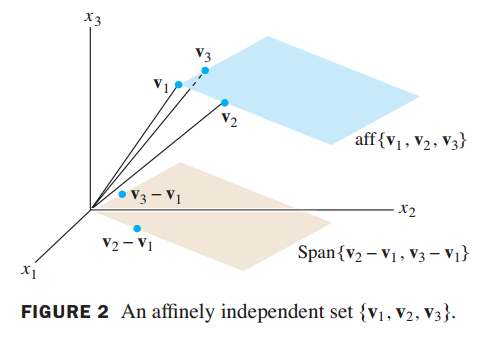 x₃
v₃
v₁
v₂
aff{v₁, v₂, v₃}
v₃ – v₁
x₂
v₂ – v₁
Span{v₂ – v₁, v₃ – v₁}
x₁
FIGURE 2 An affinely independent set {v₁, v₂, v₃}.